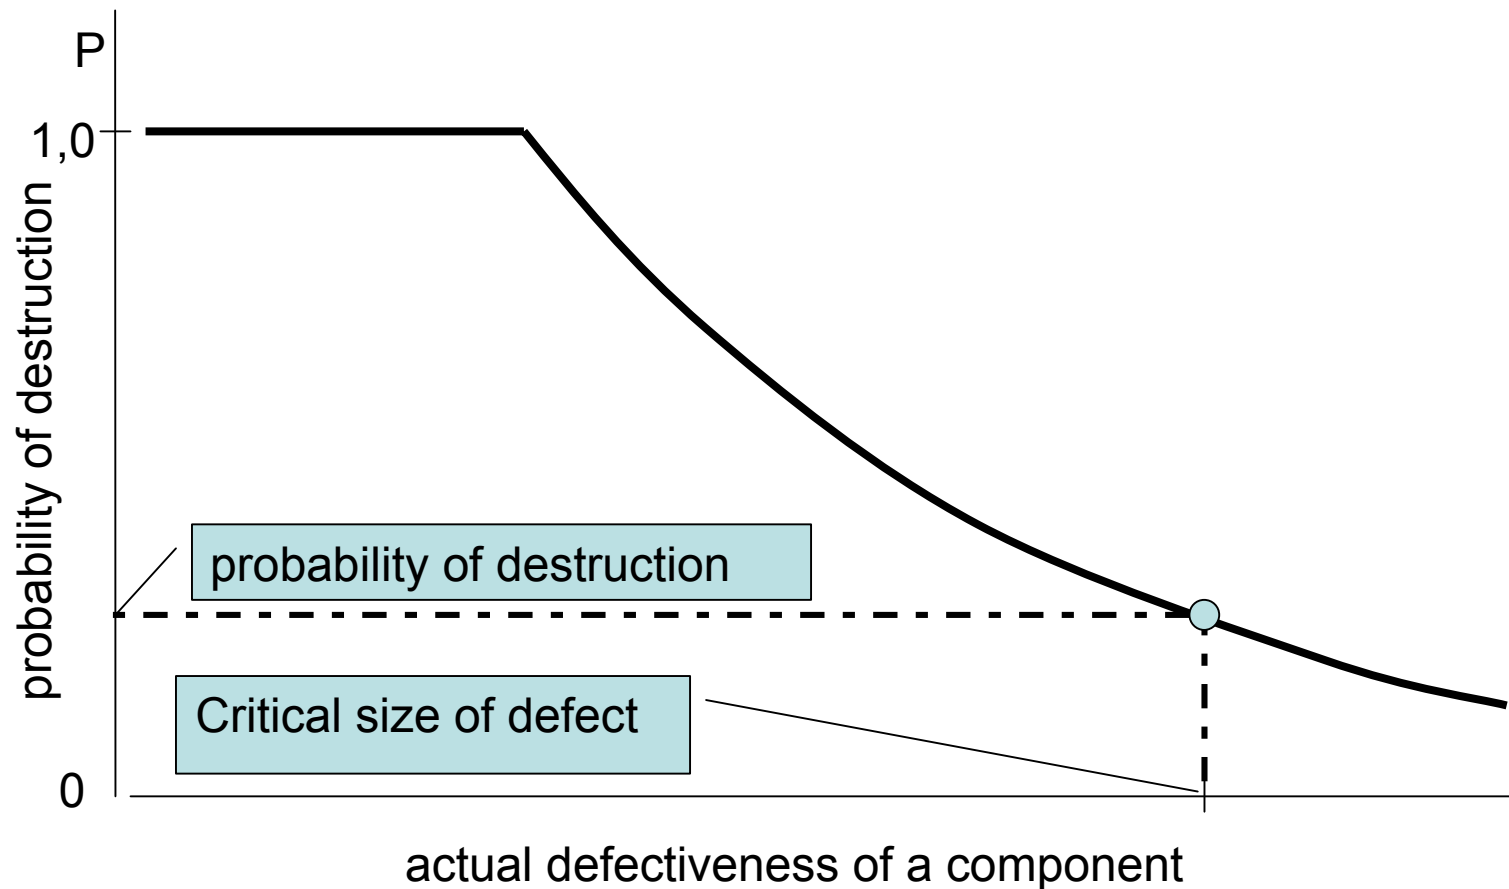 P
1,0
probability of destruction
probability of destruction
Critical size of defect
0
actual defectiveness of a component